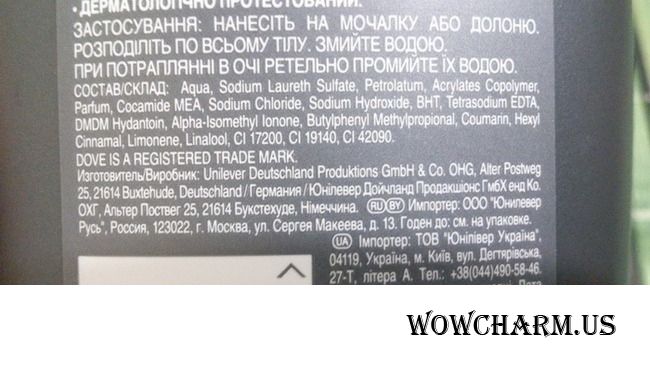 • ДЕРМАТОЛОГІЧНО ПРОТЕСТОВАНИЙ.
ЗАСТОСУВАННЯ: НАНЕСІТЬ НА МОЧАЛКУ АБО ДОЛОНЮ.
РОЗПОДІЛІТЬ ПО ВСЬОМУ ТІЛУ. ЗМИЙТЕ ВОДОЮ.
ПРИ ПОТРАПЛЯННІ В ОЧІ РЕТЕЛЬНО ПРОМИЙТЕ ЇХ ВОДОЮ.
СОСТАВ/СКЛАД: Aqua, Sodium Laureth Sulfate, Petrolatum, Acrylates Copolymer,
Parfum, Cocamide MEA, Sodium Chloride, Sodium Hydroxide, BHT, Tetrasodium EDTA,
DMDM Hydantoin, Alpha-Isomethyl Ionone, Butylphenyl Methylpropional, Coumarin, Hexyl
Cinnamal, Limonene, Linalool, CI 17200, CI 19140, CI 42090.
DOVE IS A REGISTERED TRADE MARK.
Изготовитель/Виробник: Unilever Deutschland Produktions GmbH & Co. OHG, Alter Postweg
25, 21614 Buxtehude, Deutschland / Германия / Юнілевер Дойчланд Продакшіонс ГмбХ енд Ко.
ОХГ, Альтер Поствег 25, 21614 Букстехуде, Німеччина. RU BY Импортер: ООО "Юнилевер
Русь", Россия, 123022, г. Москва, ул. Сергея Макеева, д. 13. Годен до: см. на упаковке.
UA Імпортер: ТОВ "Юнілівер Україна",
04119, Україна, м. Київ, вул. Дегтярівська,
27-Т, літера А. Тел.: +38(044)490-58-46.
Дата
WOWCHARM.US